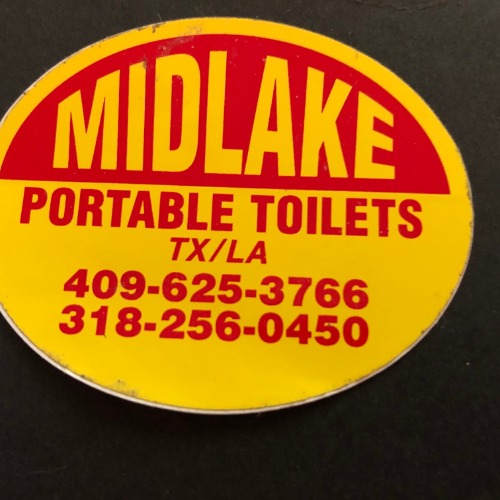 MIDLAKE
PORTABLE TOILETS
TX/LA
409-625-3766
318-256-0450